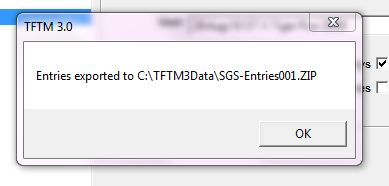 TFTM 3.0
Entries exported to C:\TFTM3Data\SGS-Entries001.ZIP
OK